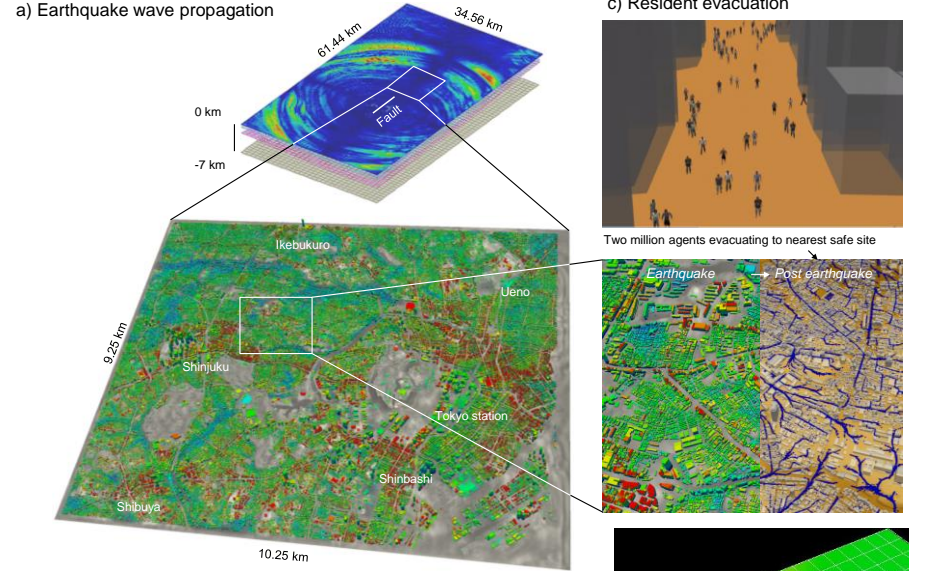 a) Earthquake wave propagation
61.44 km
34.56 km
0 km
-7 km
Fault
Ikebukuro
Ueno
9.25 km
Shinjuku
Tokyo station
Shinbashi
Shibuya
10.25 km
c) Resident evacuation
Two million agents evacuating to nearest safe site
Earthquake → Post earthquake